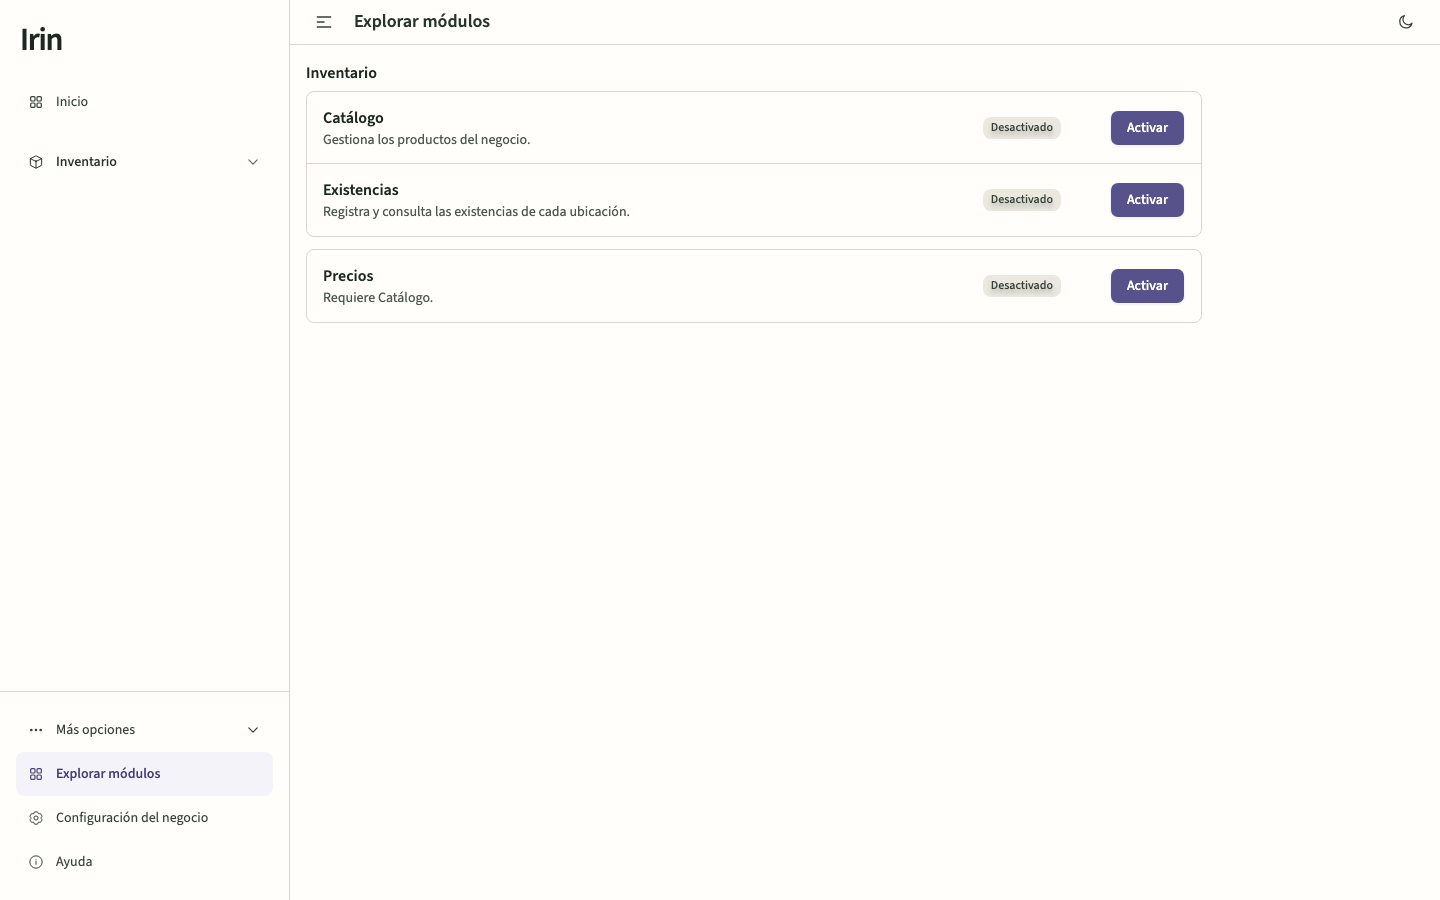 Irin
Inicio
Inventario
Más opciones
Explorar módulos
Configuración del negocio
Ayuda
Explorar módulos
Inventario
Catálogo
Gestiona los productos del negocio.
Desactivado
Activar
Existencias
Registra y consulta las existencias de cada ubicación.
Desactivado
Activar
Precios
Requiere Catálogo.
Desactivado
Activar